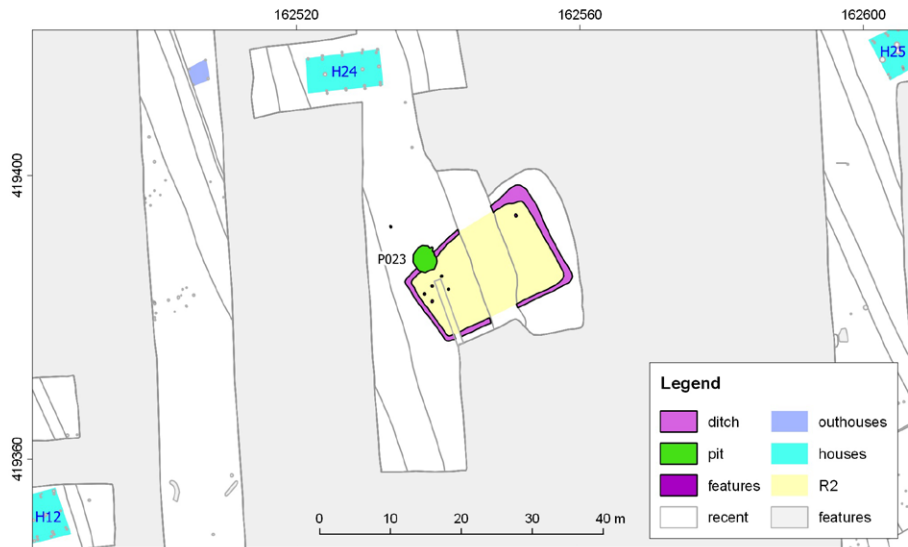 162520 162560 162600
H24
H25
419400
P023
419360
H12
0 10 20 30 40 m
Legend
ditch outhouses
pit houses
features R2
recent features